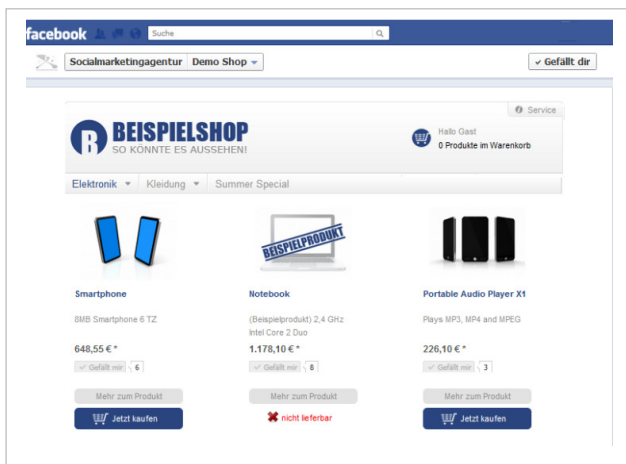 facebook Suche
Socialmarketingagentur Demo Shop ✓ Gefällt dir
Service
B BEISPIELSHOP
SO KÖNNTE ES AUSSEHEN!
Hallo Gast
0 Produkte im Warenkorb
Elektronik Kleidung Summer Special
BEISPIELPRODUKT
Smartphone
8MB Smartphone 6 TZ
648,55 € *
Gefällt mir 6
Mehr zum Produkt
Jetzt kaufen
Notebook
(Beispielprodukt) 2,4 GHz
Intel Core 2 Duo
1.178,10 € *
Gefällt mir 8
Mehr zum Produkt
nicht lieferbar
Portable Audio Player X1
Plays MP3, MP4 and MPEG
226,10 € *
Gefällt mir 3
Mehr zum Produkt
Jetzt kaufen